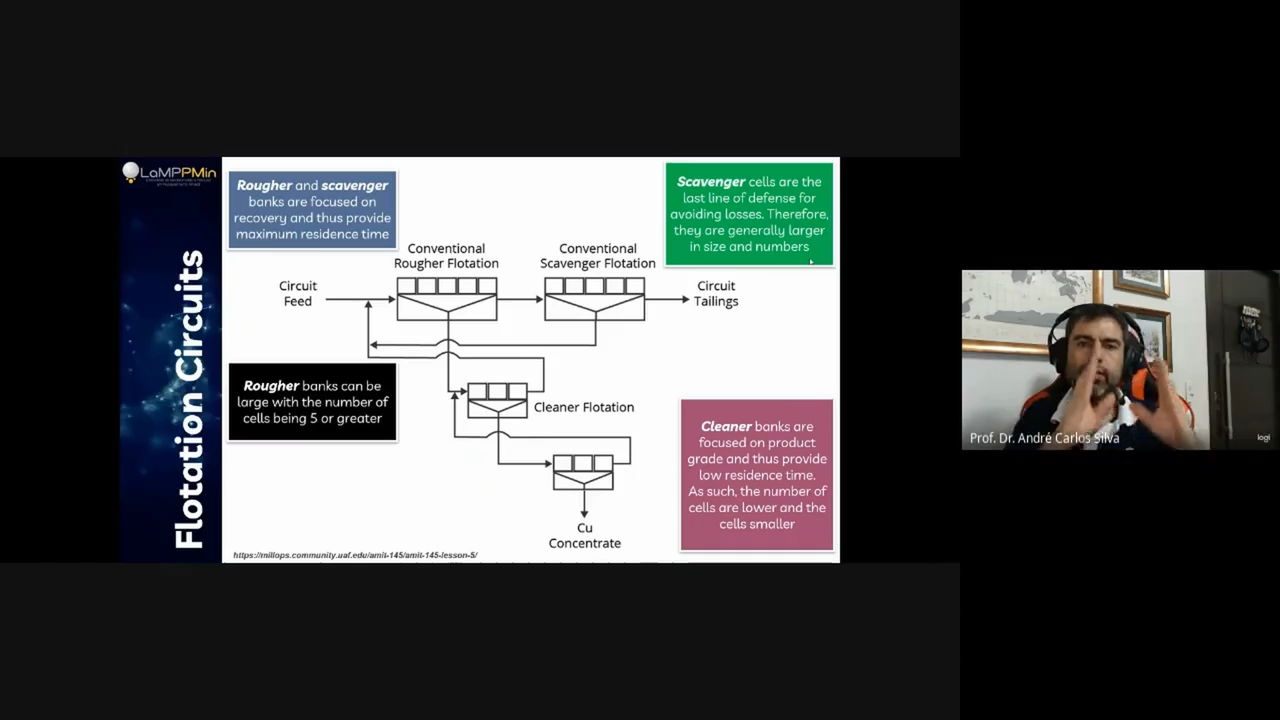 LaMPPMin
Flotation Circuits
Rougher and scavenger
banks are focused on
recovery and thus provide
maximum residence time
Scavenger cells are the
last line of defense for
avoiding losses. Therefore,
they are generally larger
in size and numbers
Conventional
Rougher Flotation
Conventional
Scavenger Flotation
Circuit
Feed
Circuit
Tailings
Rougher banks can be
large with the number of
cells being 5 or greater
Cleaner Flotation
Cleaner banks are
focused on product
grade and thus provide
low residence time.
As such, the number of
cells are lower and the
cells smaller
Cu
Concentrate
https://millops.community.uaf.edu/amit-145/amit-145-lesson-5/
Prof. Dr. André Carlos Silva
logi